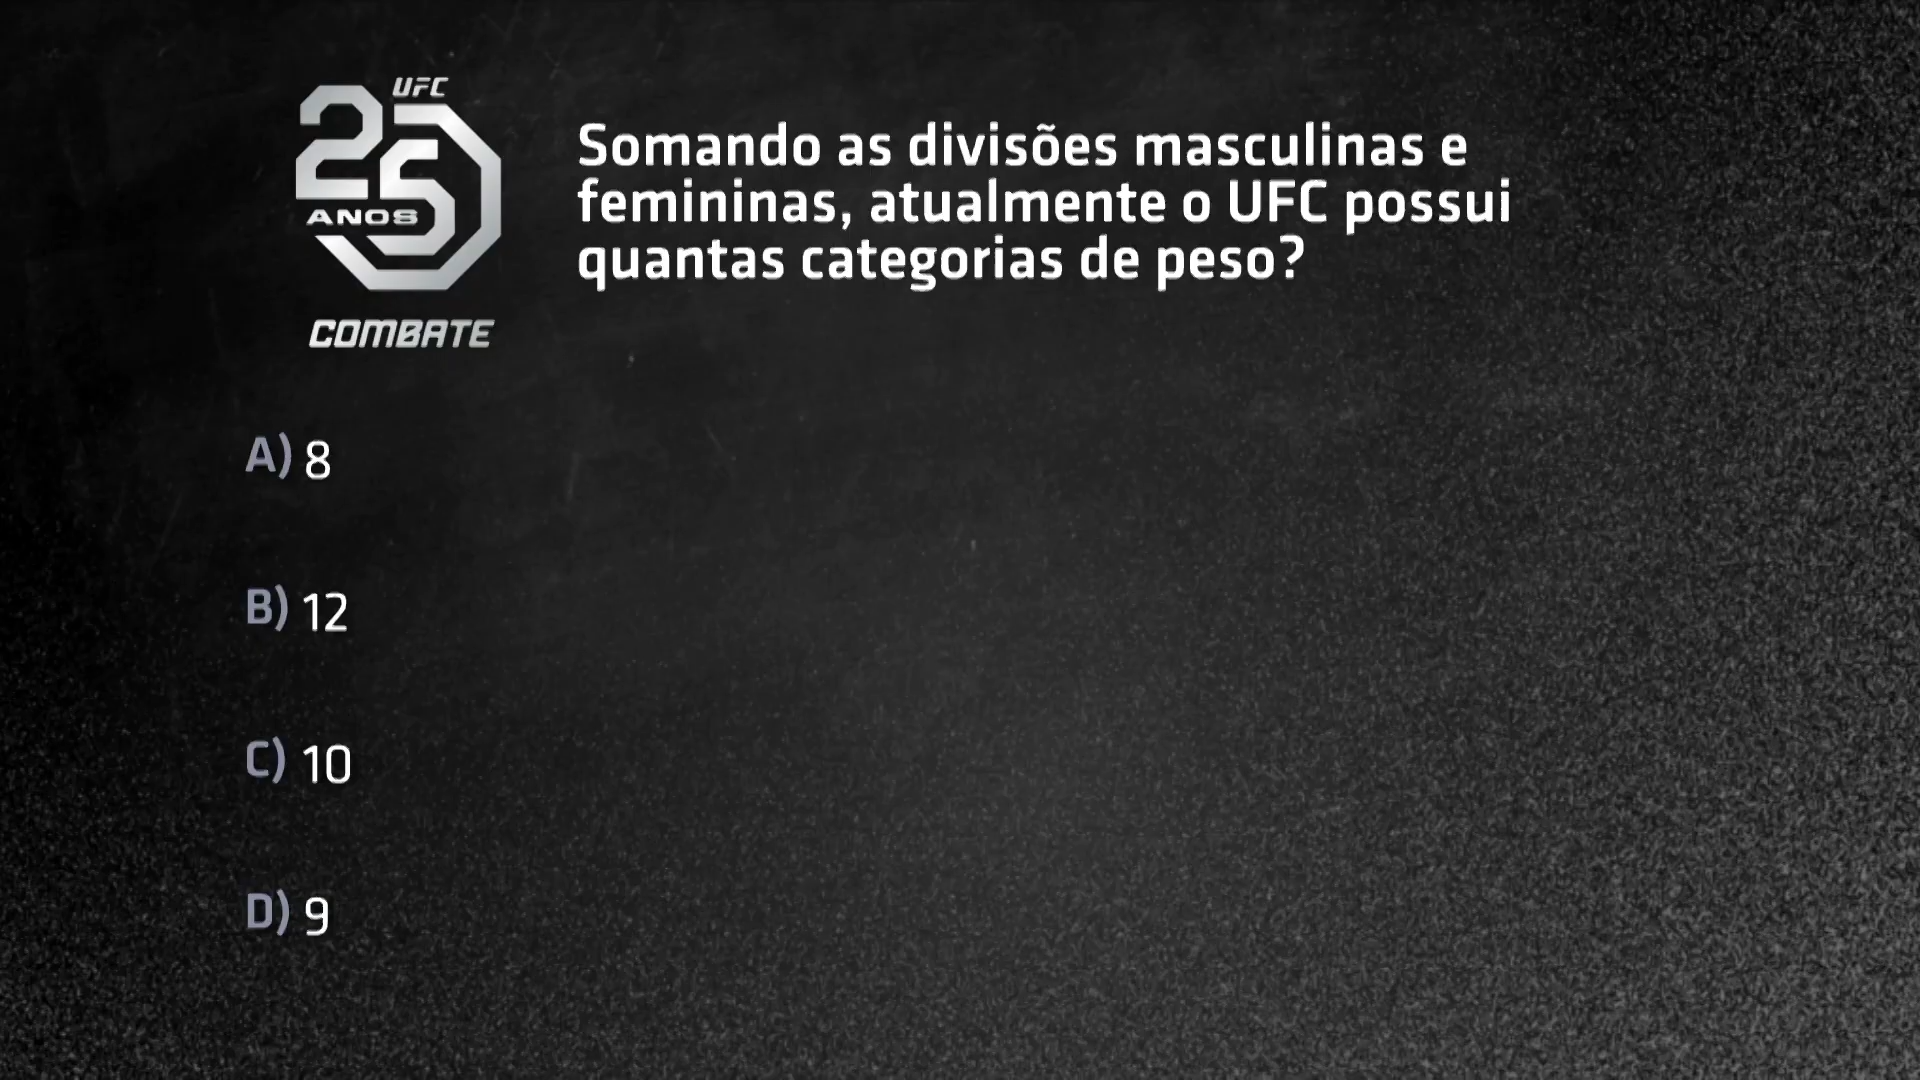 UFC
25
ANOS
COMBATE
Somando as divisões masculinas e
femininas, atualmente o UFC possui
quantas categorias de peso?
A) 8
B) 12
C) 10
D) 9